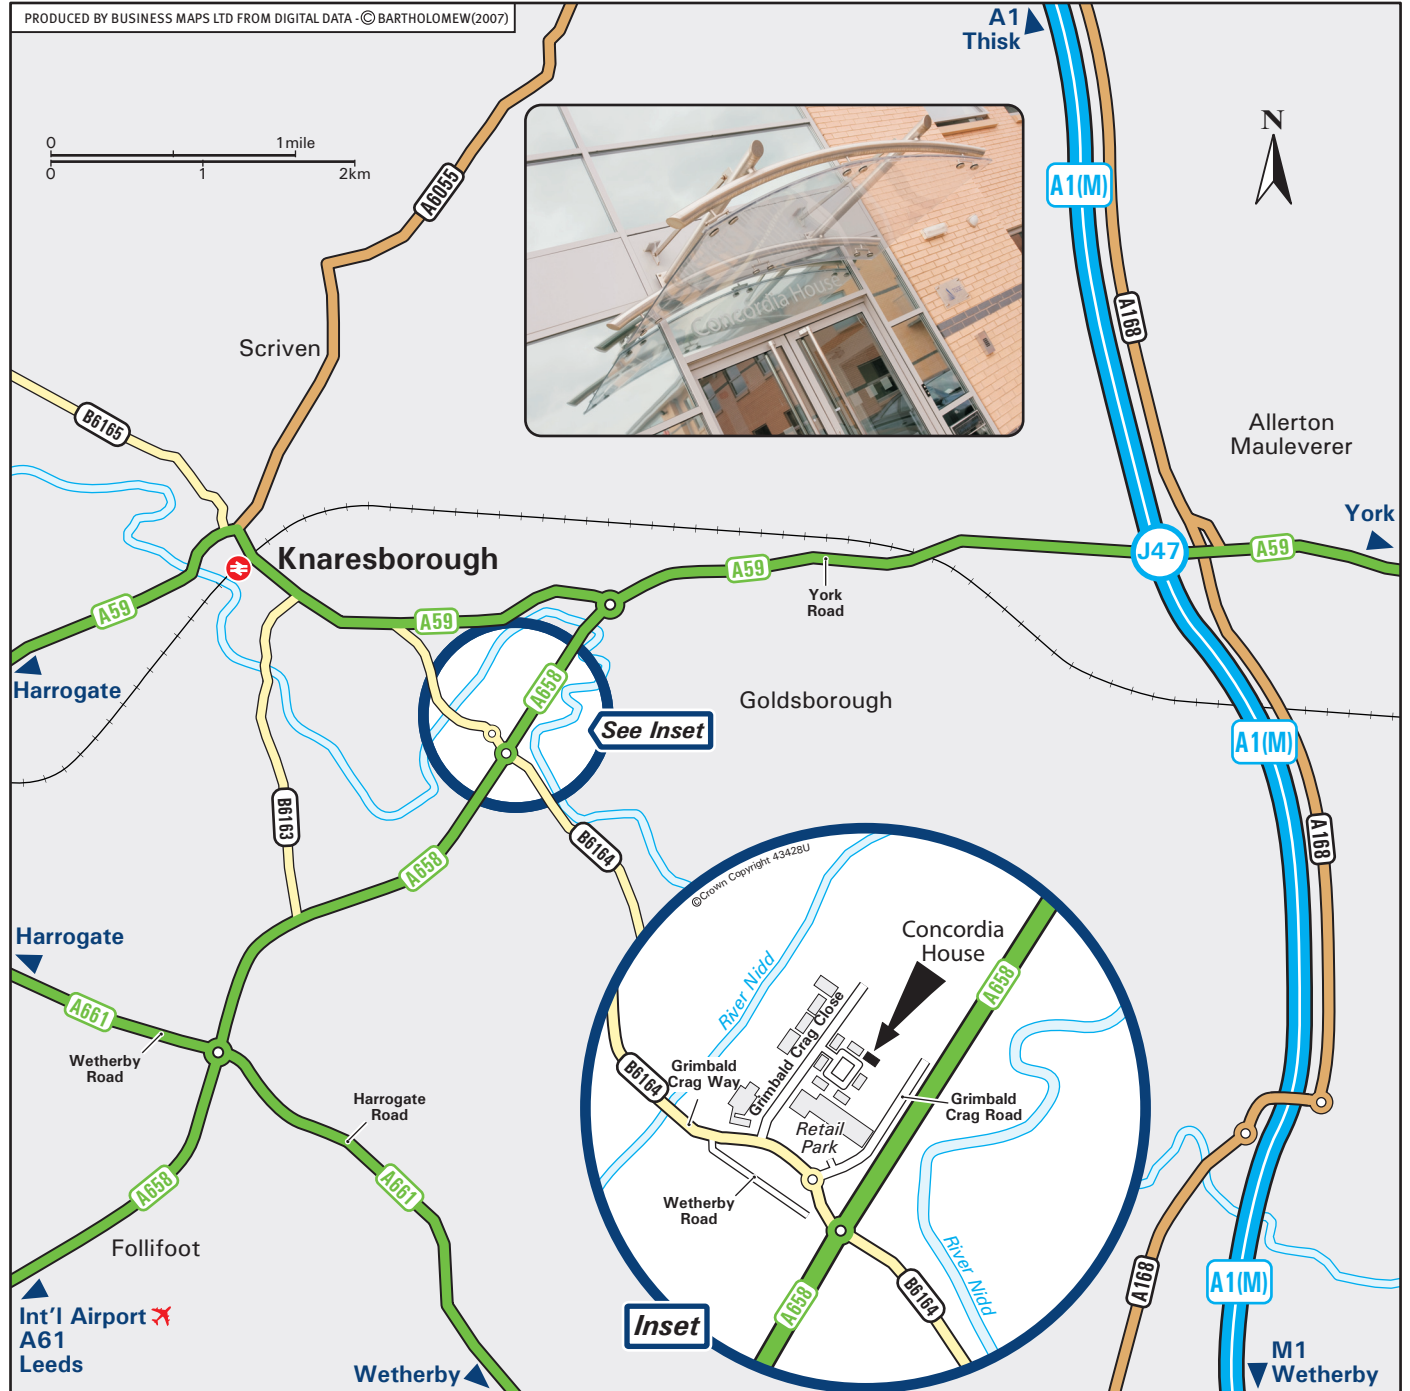 PRODUCED BY BUSINESS MAPS LTD FROM DIGITAL DATA - © BARTHOLOMEW(2007)
A1
Thisk
N
0
1mile
0
1
2km
A6055
A1(M)
Concordia House
A168
Scriven
B6165
Allerton
Mauleverer
York
Knaresborough
J47
A59
A59
A59
A59
York
Road
Harrogate
A658
Goldsborough
See Inset
A1(M)
B6163
B6164
A168
A658
©Crown Copyright 43428U
Harrogate
Concordia
House
A661
A658
River Nidd
Grimbald Crag Close
Wetherby
Road
B6164
Grimbald
Crag Way
Harrogate
Road
Grimbald
Crag Road
Retail
Park
A658
A661
Wetherby
Road
Follifoot
River Nidd
A168
A1(M)
B6164
A658
Int'l Airport
A61
Leeds
Inset
Wetherby
M1
Wetherby